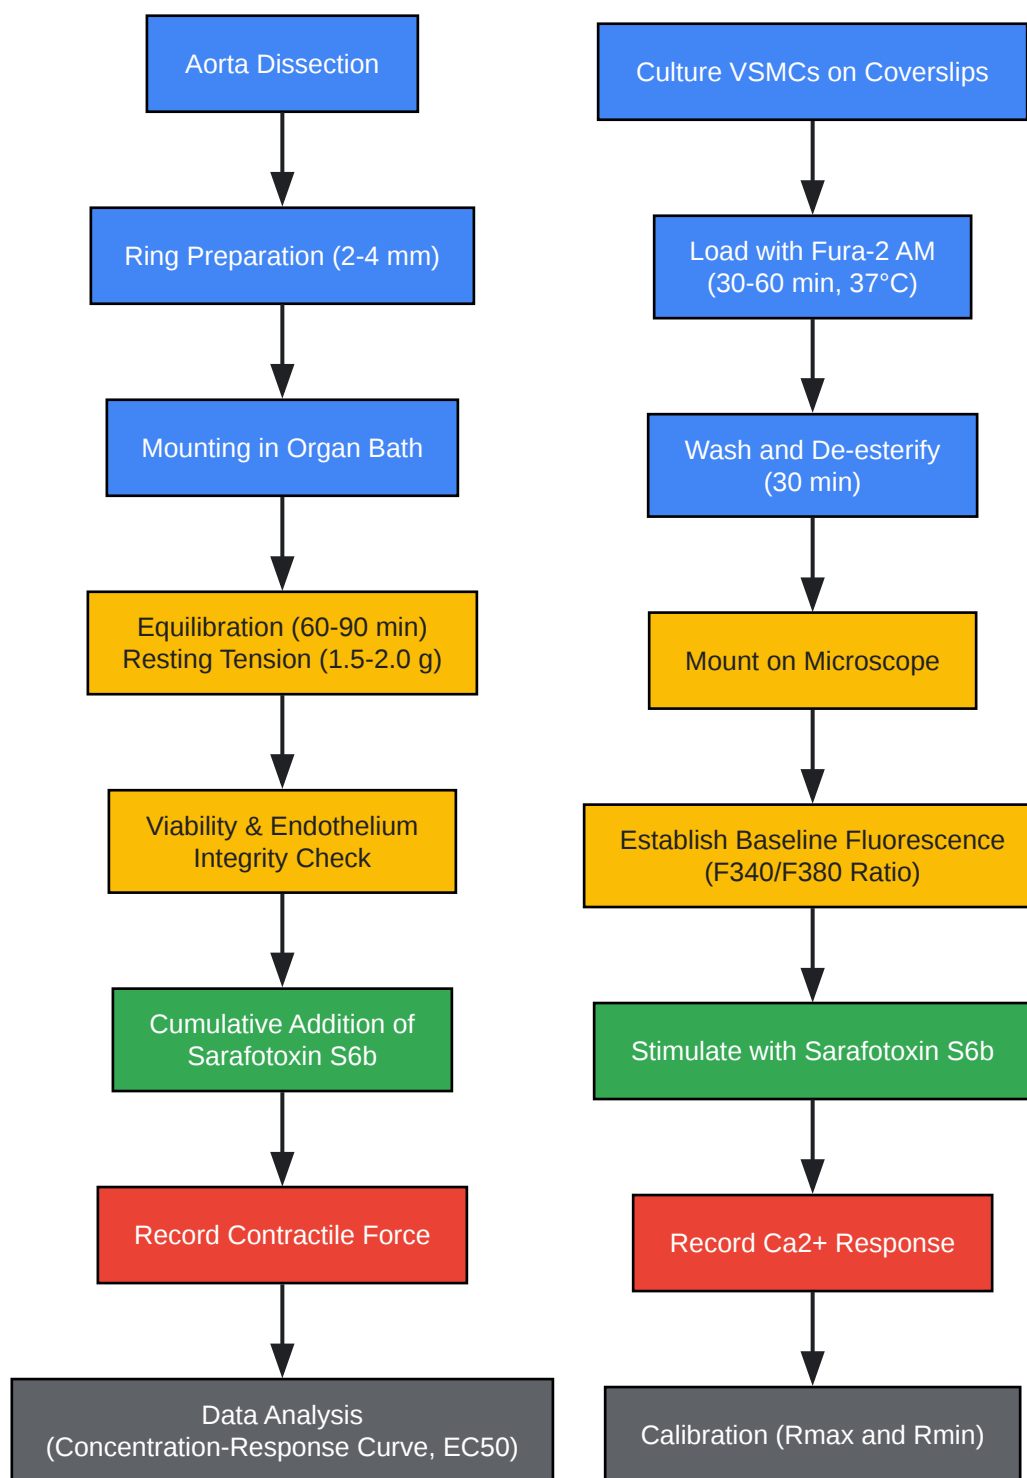 Aorta Dissection
Ring Preparation (2-4 mm)
Mounting in Organ Bath
Equilibration (60-90 min)
Resting Tension (1.5-2.0 g)
Viability & Endothelium
Integrity Check
Cumulative Addition of
Sarafotoxin S6b
Record Contractile Force
Data Analysis
(Concentration-Response Curve, EC50)
Culture VSMCs on Coverslips
Load with Fura-2 AM
(30-60 min, 37°C)
Wash and De-esterify
(30 min)
Mount on Microscope
Establish Baseline Fluorescence
(F340/F380 Ratio)
Stimulate with Sarafotoxin S6b
Record Ca2+ Response
Calibration (Rmax and Rmin)